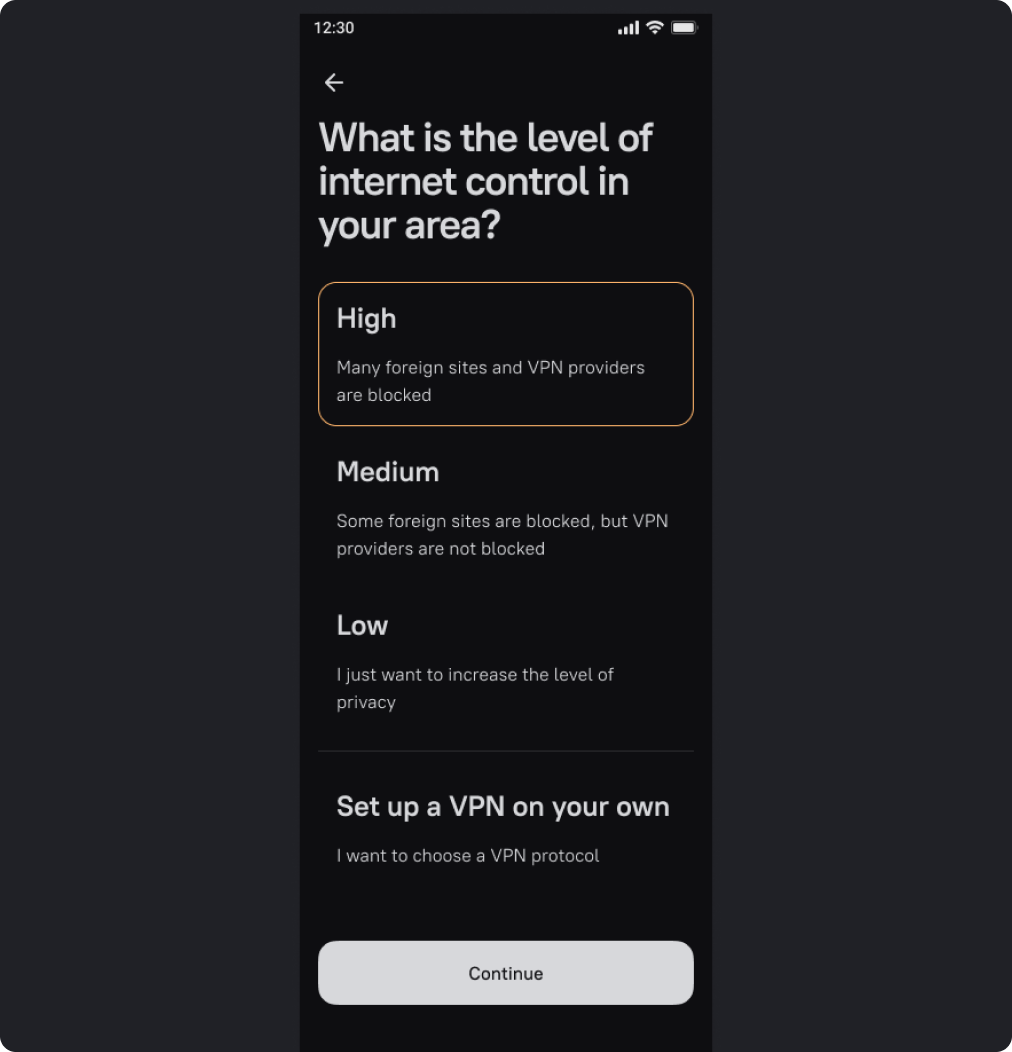 12:30
What is the level of
internet control in
your area?
High
Many foreign sites and VPN providers
are blocked
Medium
Some foreign sites are blocked, but VPN
providers are not blocked
Low
I just want to increase the level of
privacy
Set up a VPN on your own
I want to choose a VPN protocol
Continue